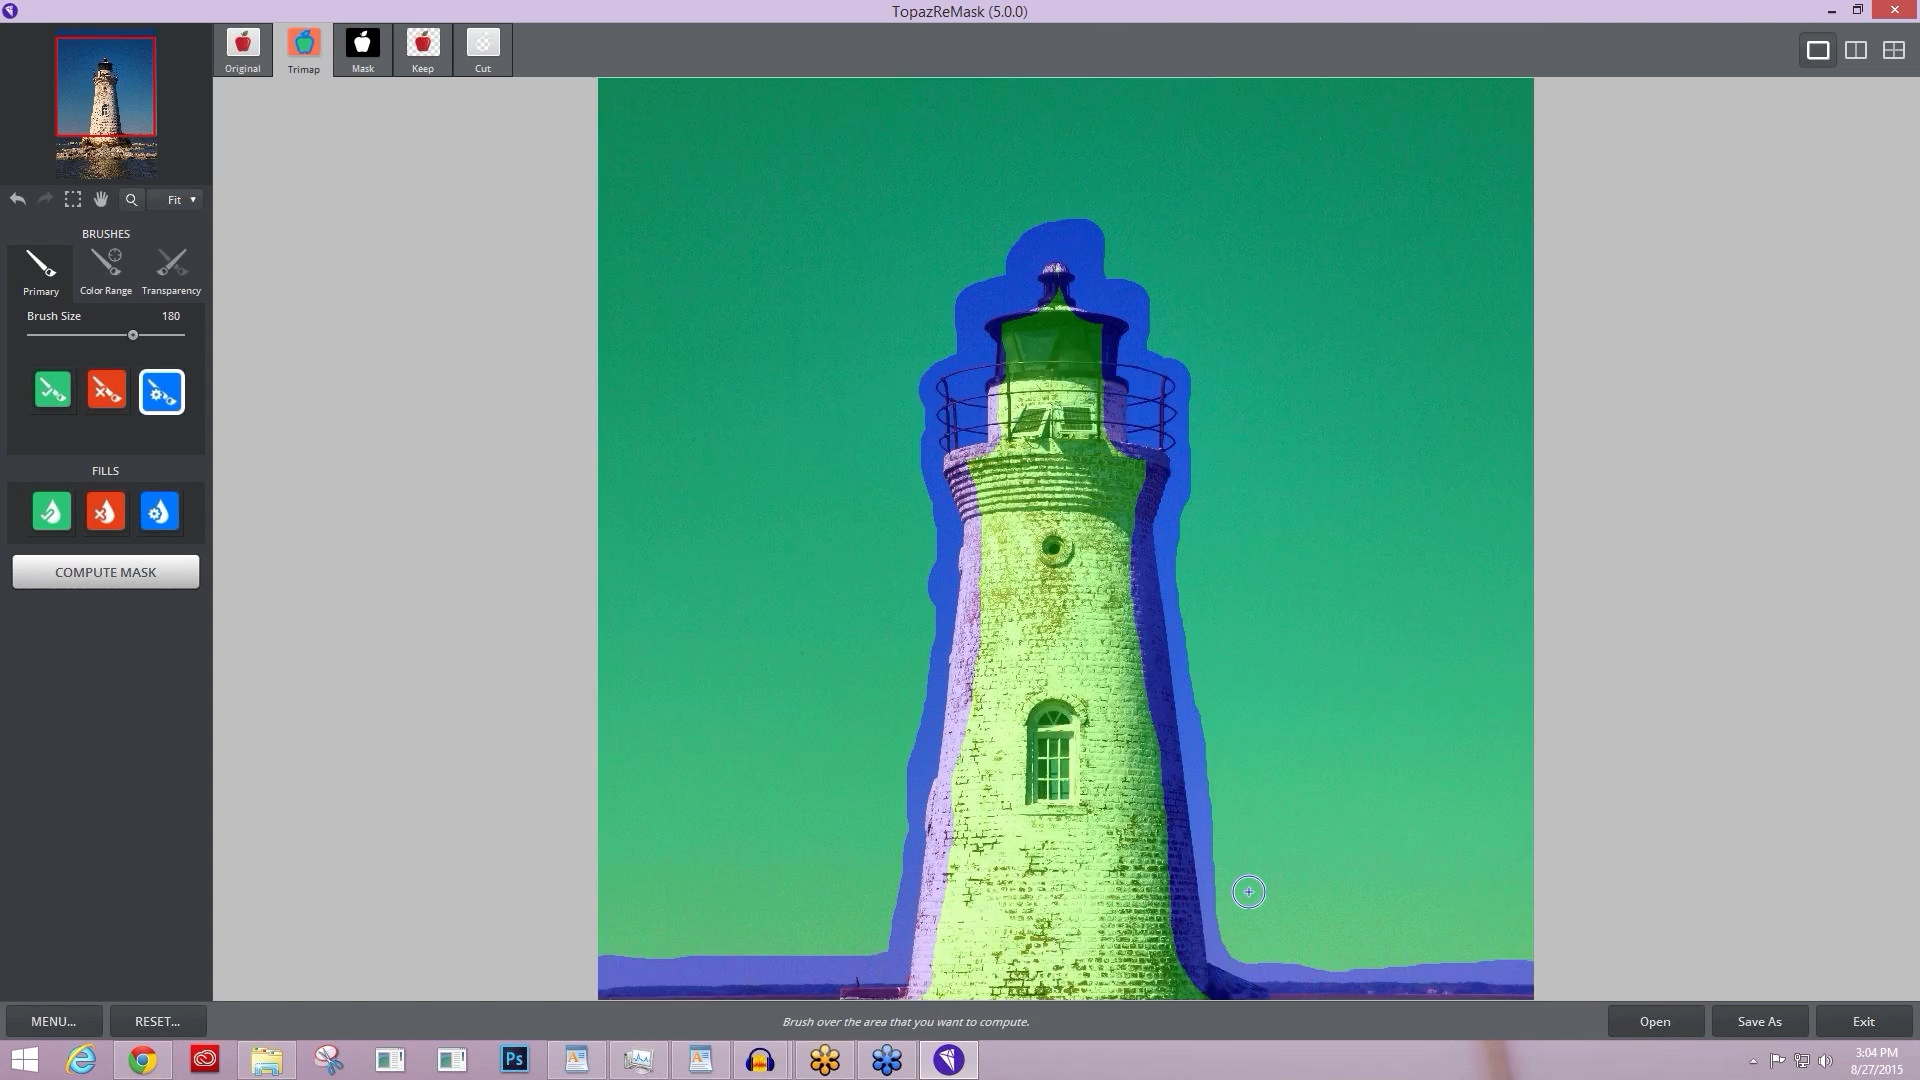 TopazReMask (5.0.0)
Original
Trimap
Mask
Keep
Cut
Fit
BRUSHES
Primary
Color Range
Transparency
Brush Size 180
FILLS
COMPUTE MASK
MENU...
RESET...
Brush over the area that you want to compute.
Open
Save As
Exit
Ps
3:04 PM
8/27/2015